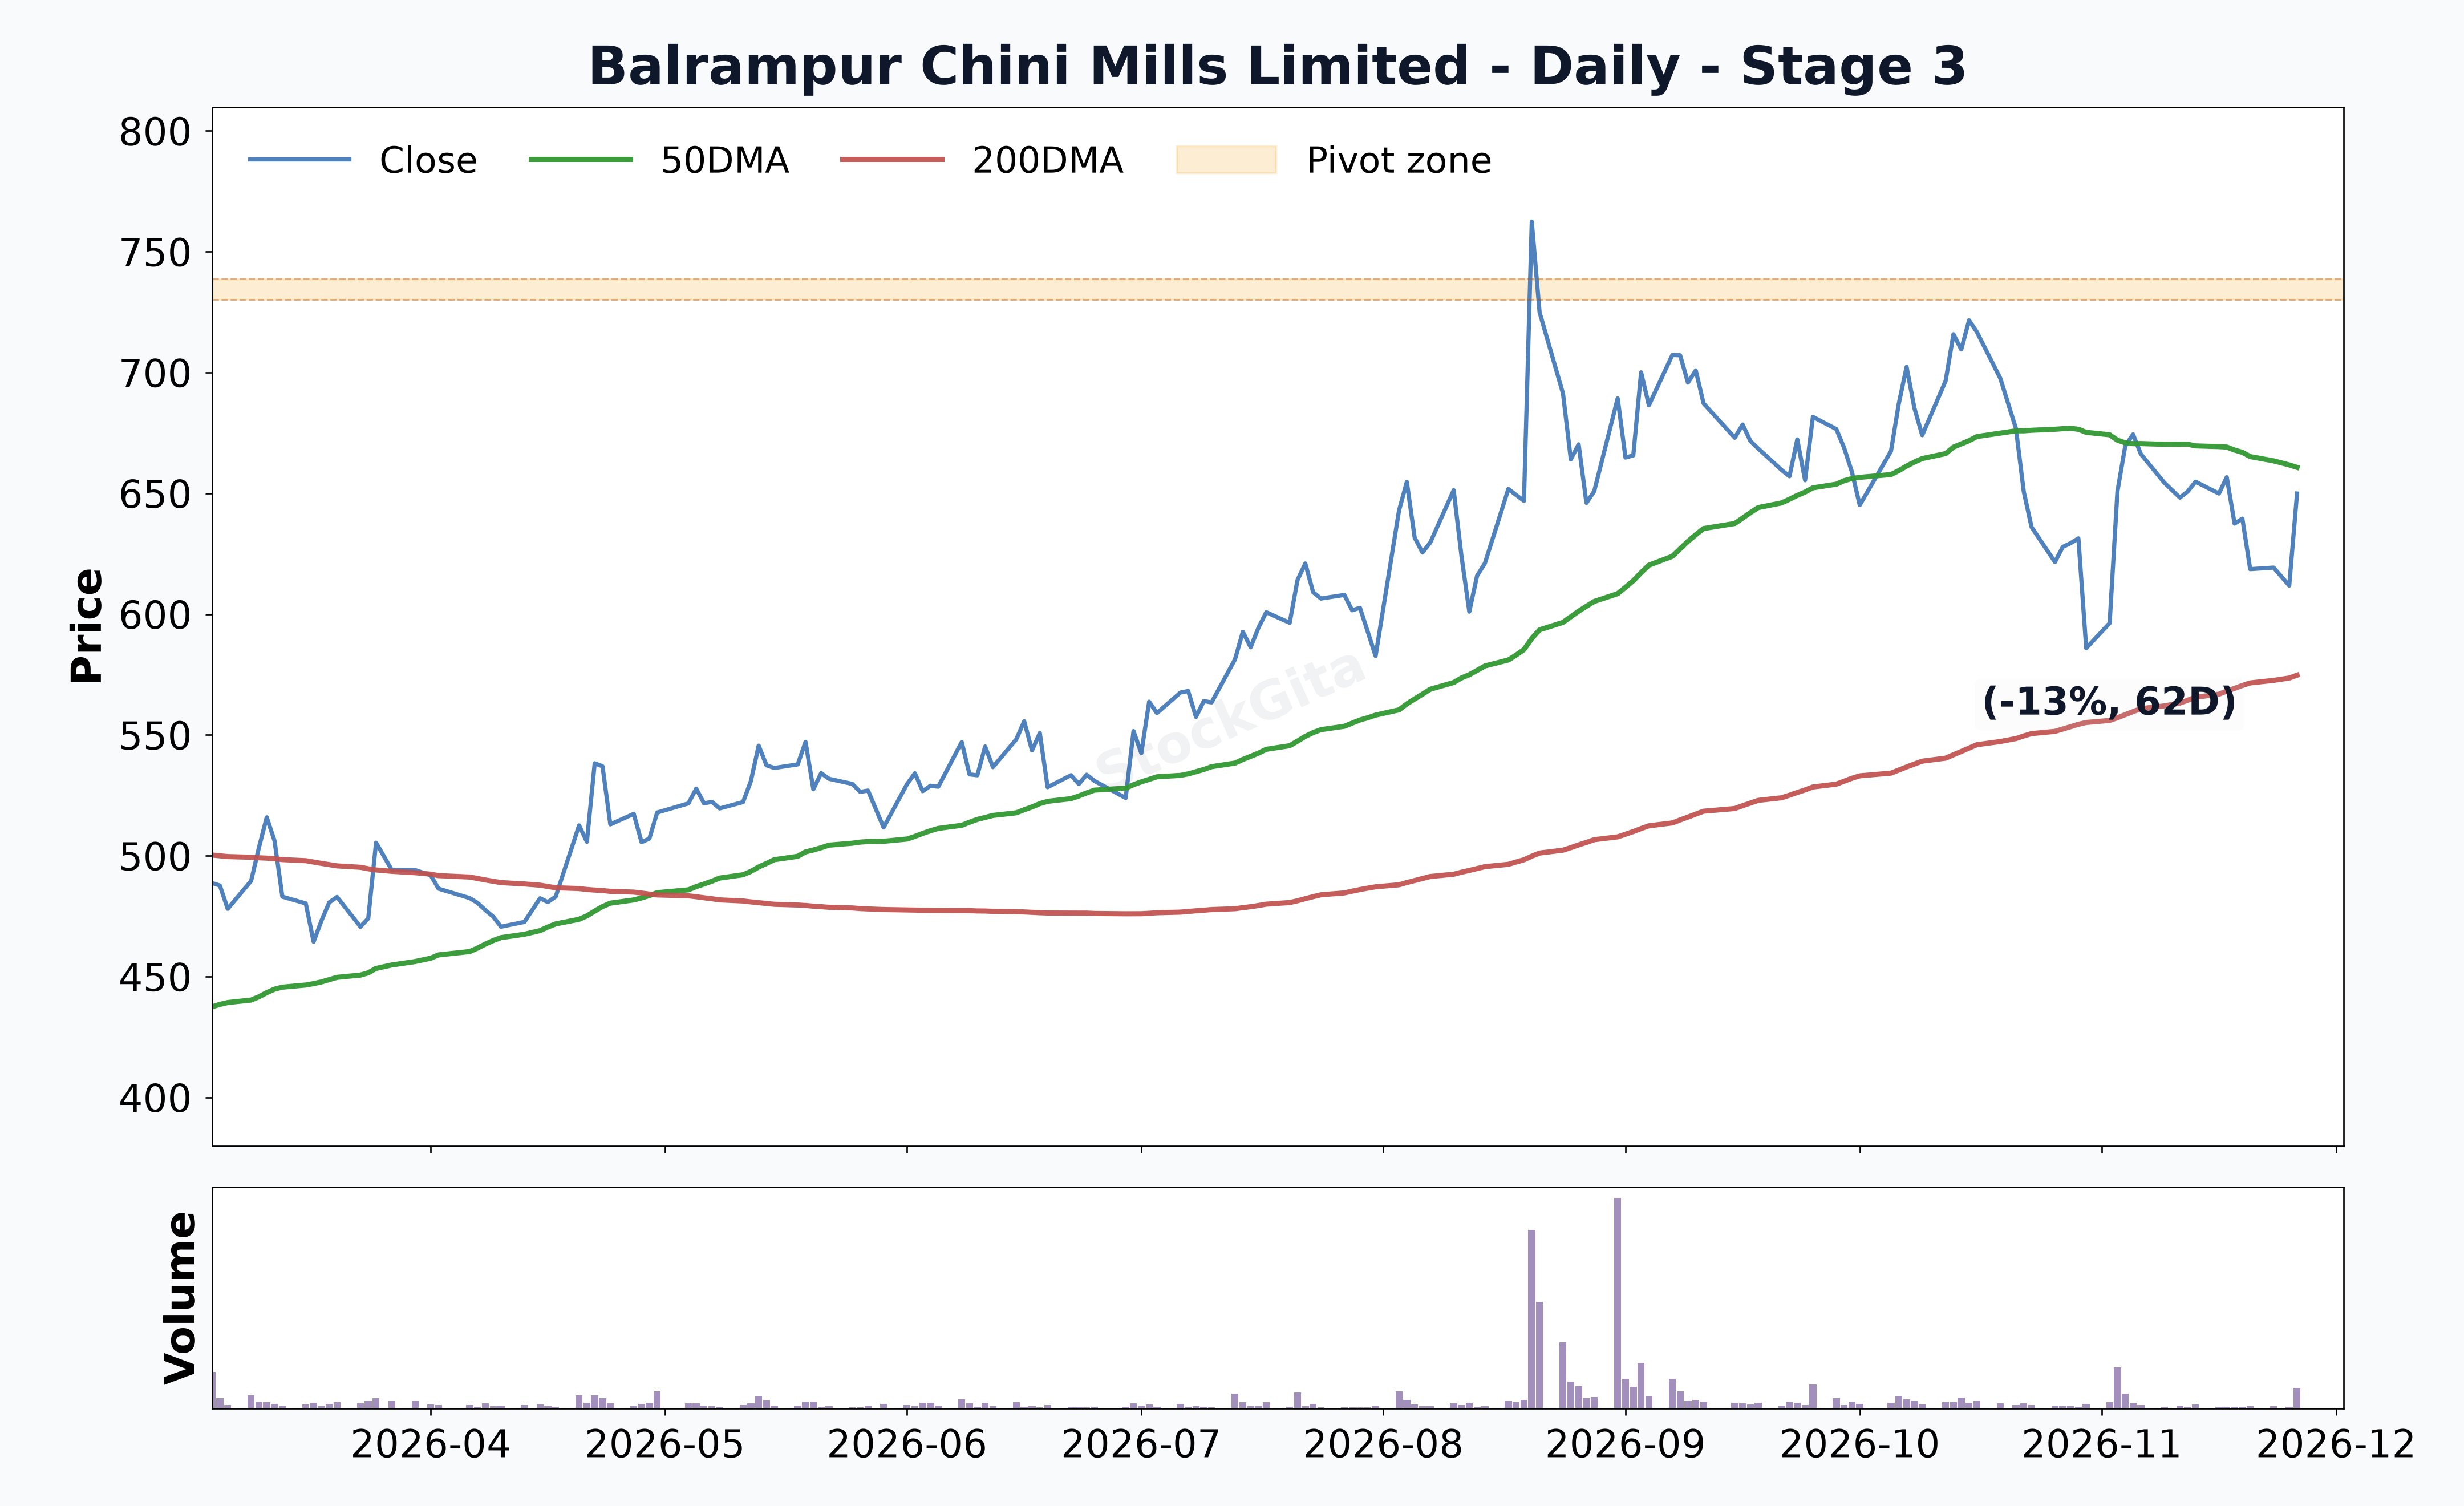 Balrampur Chini Mills Limited - Daily - Stage 3
Close 50DMA 200DMA Pivot zone
800
750
700
650
600
550
500
450
400
Price
StockGita
(-13%, 62D)
Volume
2026-04 2026-05 2026-06 2026-07 2026-08 2026-09 2026-10 2026-11 2026-12